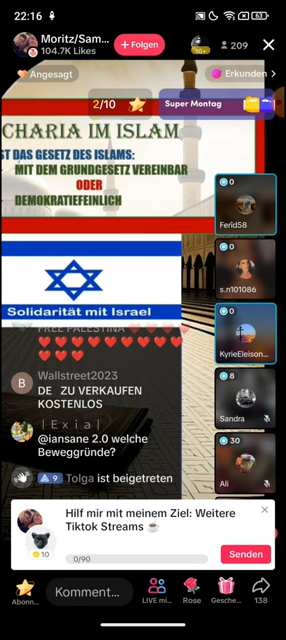 22:16
63
Moritz/Sam...
104.7K Likes
+ Folgen
10+
209
Angesagt
Erkunden >
2/10
Super Montag
CHARIA IM ISLAM
ST DAS GESETZ DES ISLAMS:
MIT DEM GRUNDGESETZ VEREINBAR
ODER
DEMOKRATIEFEINLICH
0
Ferîd58
0
s.n101086
Solidarität mit Israel
0
KyrieEleison...
FREE PALESTINA
B
Wallstreet2023
DE ZU VERKAUFEN
KOSTENLOS
8
Sandra
|Exial|
@iansane 2.0 welche
Beweggründe?
30
Ali
9 Tolga ist beigetreten
Hilf mir mit meinem Ziel: Weitere
Tiktok Streams ☕
10
0/90
Senden
Abonn...
Komment...
LIVE mi...
Rose
Gesche...
138